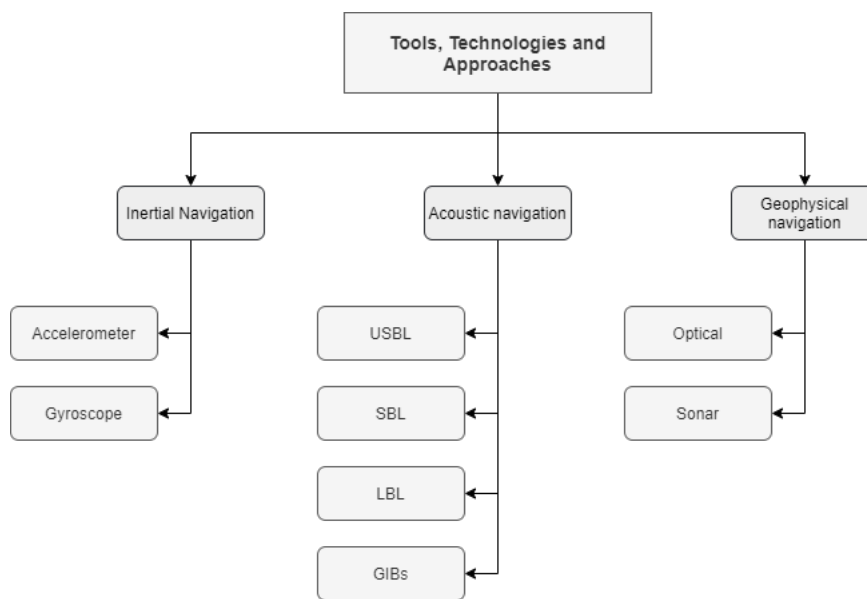 Tools, Technologies and
Approaches
Inertial Navigation
Acoustic navigation
Geophysical
navigation
Accelerometer
USBL
Optical
Gyroscope
SBL
Sonar
LBL
GIBs